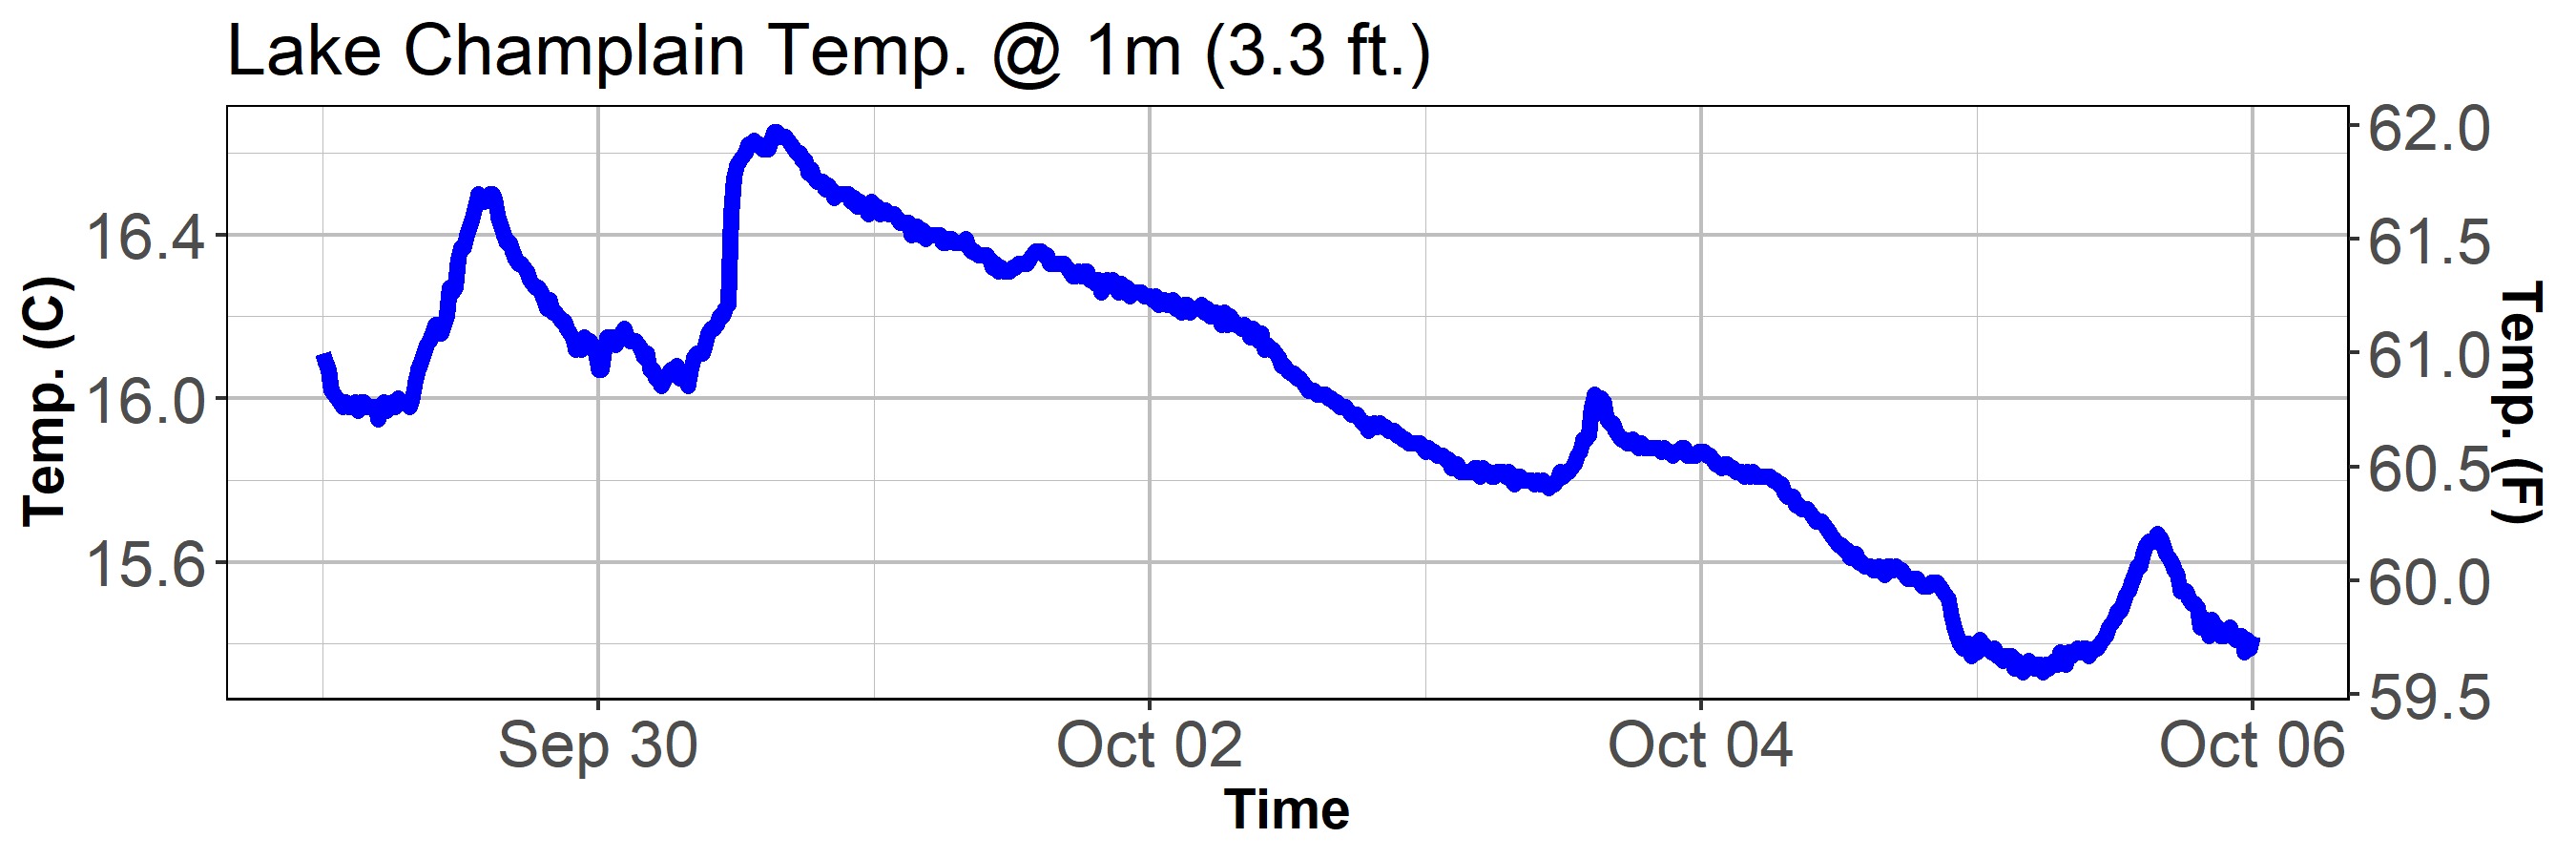 Lake Champlain Temp. @ 1m (3.3 ft.)
Temp. (C)
16.4
16.0
15.6
62.0
61.5
61.0
60.5
60.0
59.5
Temp. (F)
Sep 30
Oct 02
Oct 04
Oct 06
Time